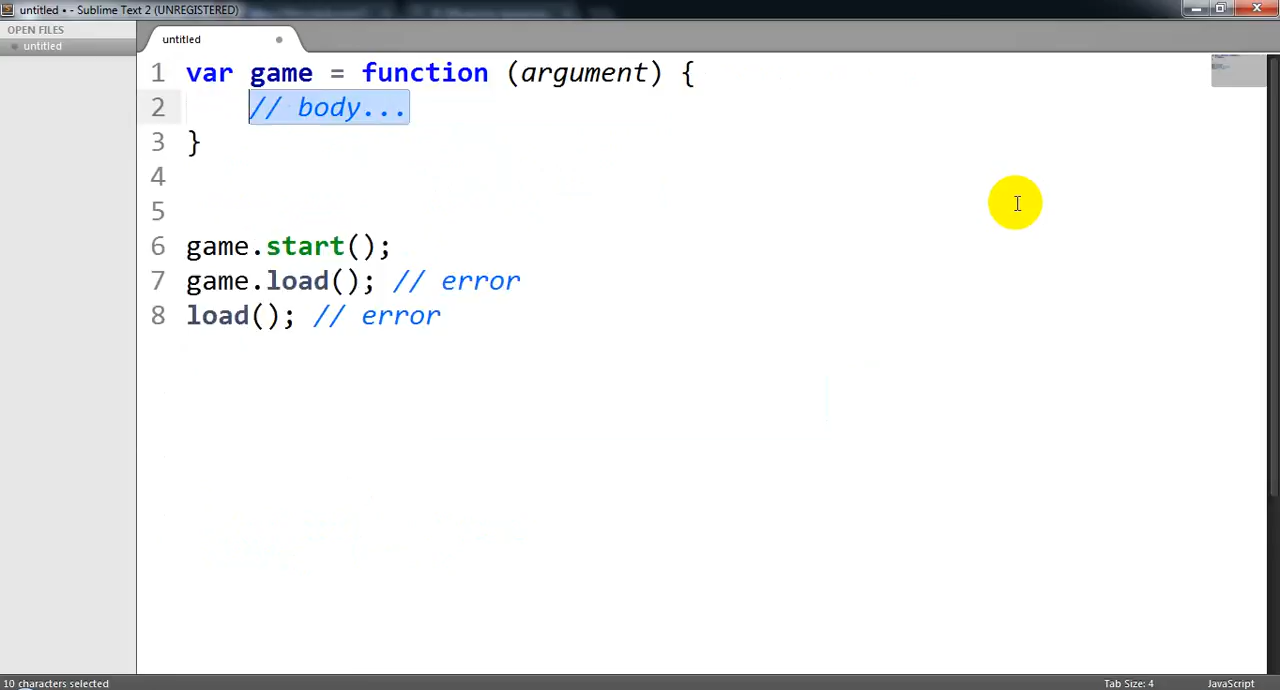 untitled • - Sublime Text 2 (UNREGISTERED)
OPEN FILES
untitled
untitled
1 var game = function (argument) {
2 // body...
3 }
4
5
6 game.start();
7 game.load(); // error
8 load(); // error
10 characters selected
Tab Size: 4
JavaScript